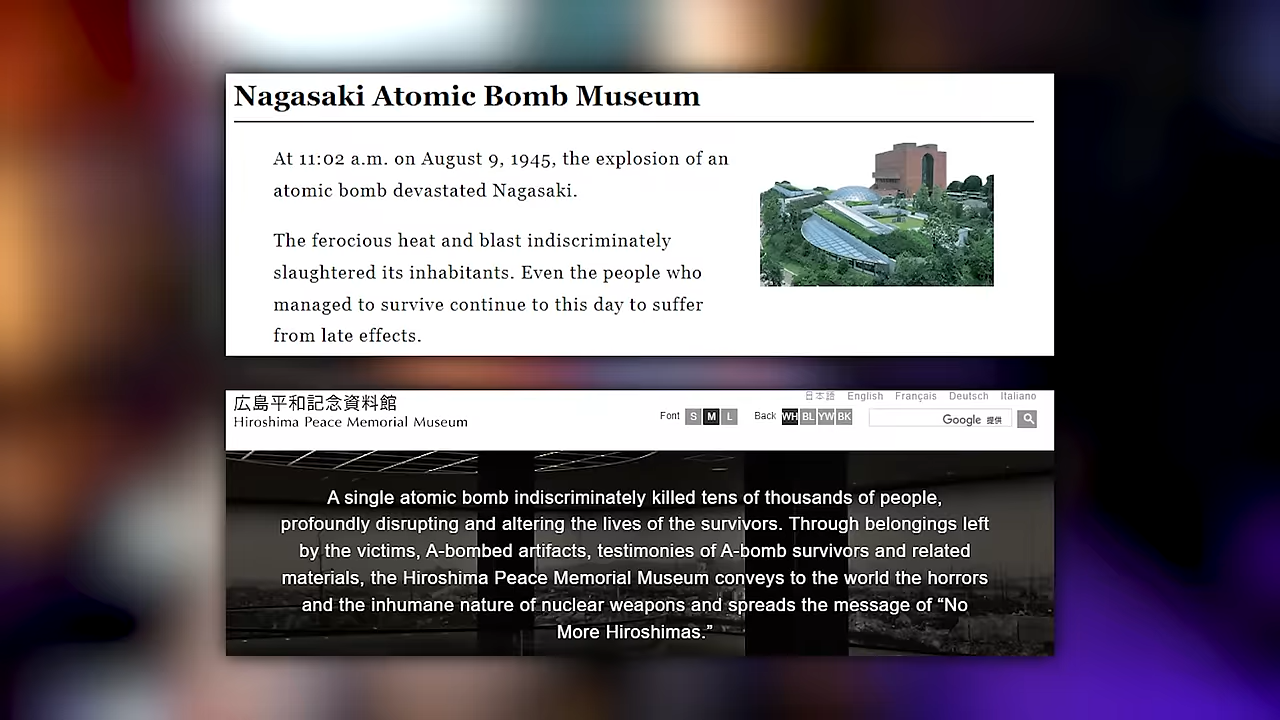 Nagasaki Atomic Bomb Museum
At 11:02 a.m. on August 9, 1945, the explosion of an
atomic bomb devastated Nagasaki.
The ferocious heat and blast indiscriminately
slaughtered its inhabitants. Even the people who
managed to survive continue to this day to suffer
from late effects.
日本語 English Français Deutsch Italiano
広島平和記念資料館
Hiroshima Peace Memorial Museum
Font S M L Back WH BL YW BK Google 提供
A single atomic bomb indiscriminately killed tens of thousands of people,
profoundly disrupting and altering the lives of the survivors. Through belongings left
by the victims, A-bombed artifacts, testimonies of A-bomb survivors and related
materials, the Hiroshima Peace Memorial Museum conveys to the world the horrors
and the inhumane nature of nuclear weapons and spreads the message of “No
More Hiroshimas.”